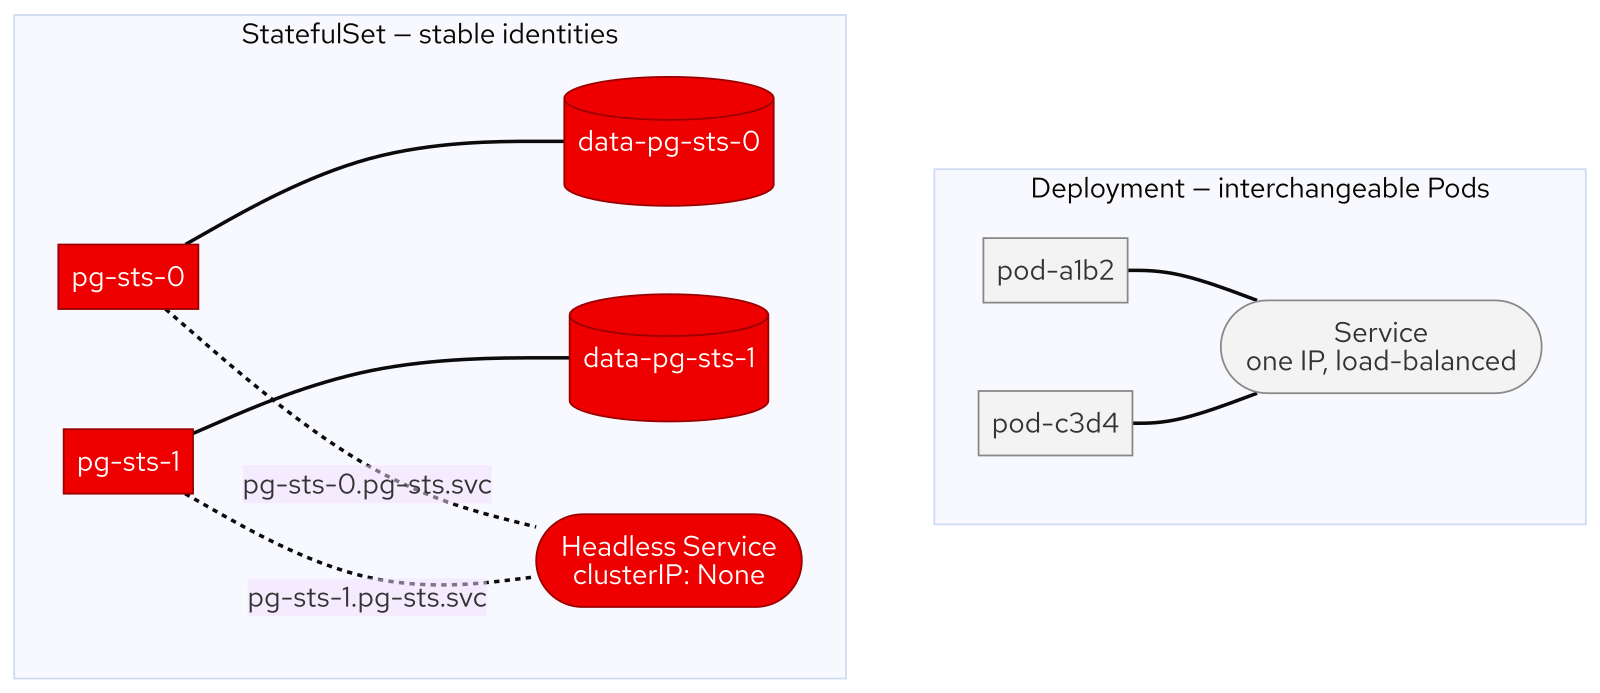 StatefulSet – stable identities
data-pg-sts-0
pg-sts-0
data-pg-sts-1
pg-sts-1
pg-sts-0.pg-sts.svc
Headless Service
clusterIP: None
pg-sts-1.pg-sts.svc
Deployment – interchangeable Pods
pod-a1b2
Service
one IP, load-balanced
pod-c3d4